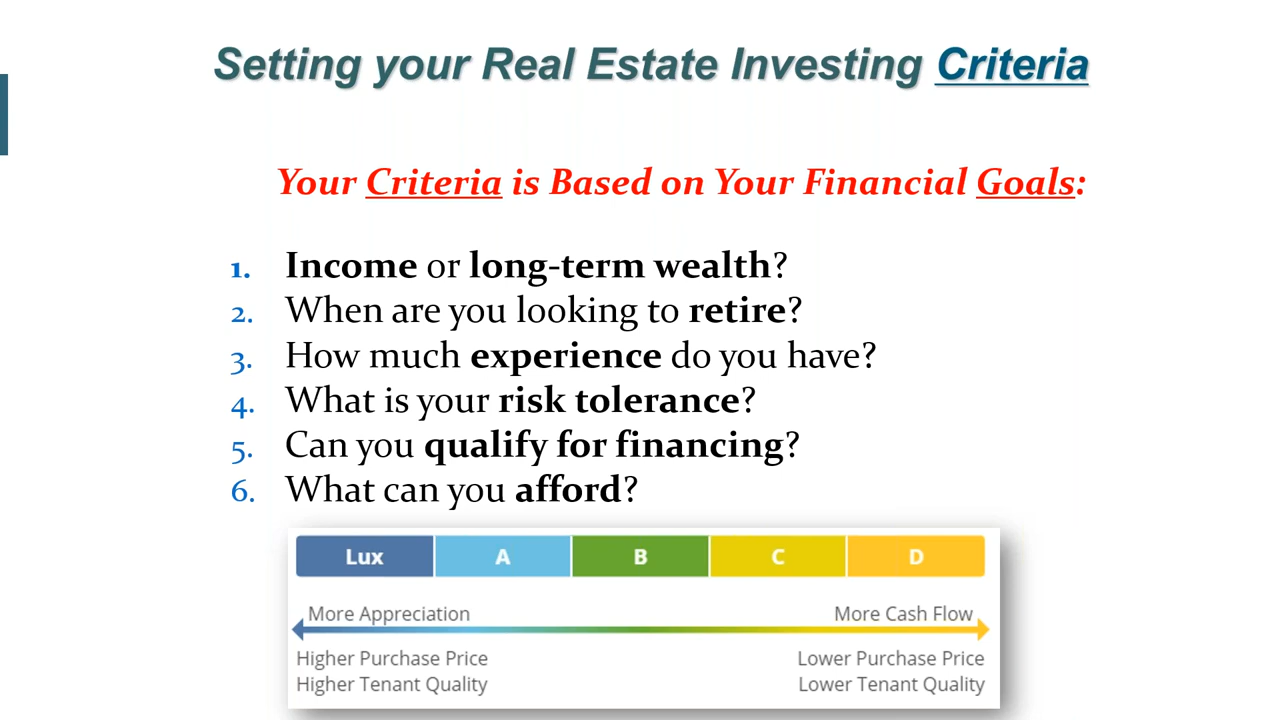 Setting your Real Estate Investing Criteria
Your Criteria is Based on Your Financial Goals:
1. Income or long-term wealth?
2. When are you looking to retire?
3. How much experience do you have?
4. What is your risk tolerance?
5. Can you qualify for financing?
6. What can you afford?
Lux A B C D
More Appreciation More Cash Flow
Higher Purchase Price Lower Purchase Price
Higher Tenant Quality Lower Tenant Quality